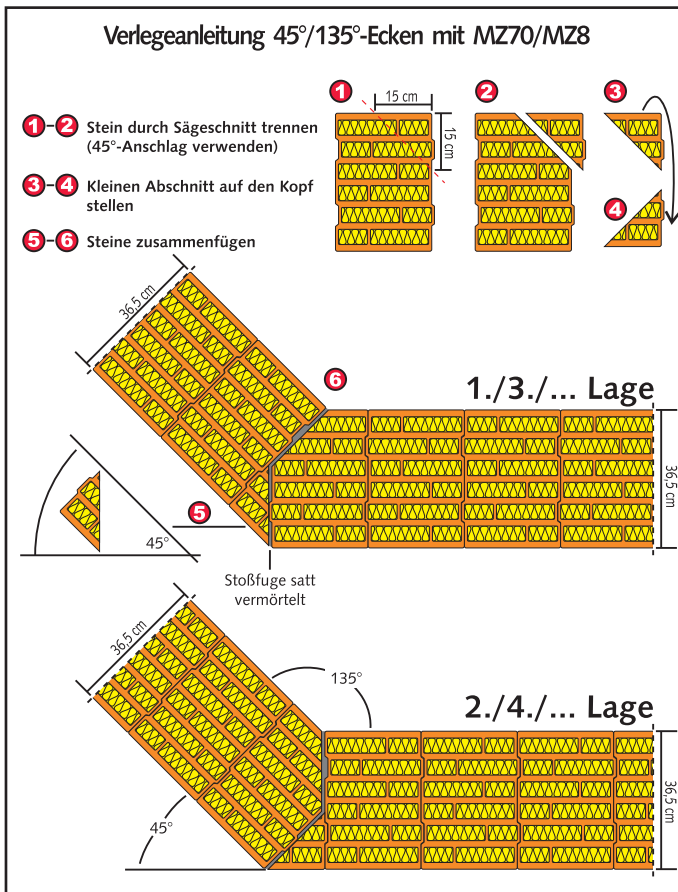 Verlegeanleitung 45°/135°-Ecken mit MZ70/MZ8
1
15 cm
2
3
1-2 Stein durch Sägeschnitt trennen
(45°-Anschlag verwenden)
15 cm
3-4 Kleinen Abschnitt auf den Kopf
stellen
4
5-6 Steine zusammenfügen
36,5 cm
6
1./3./... Lage
36,5 cm
5
45°
Stoßfuge satt
vermörtelt
36,5 cm
135°
2./4./... Lage
36,5 cm
45°